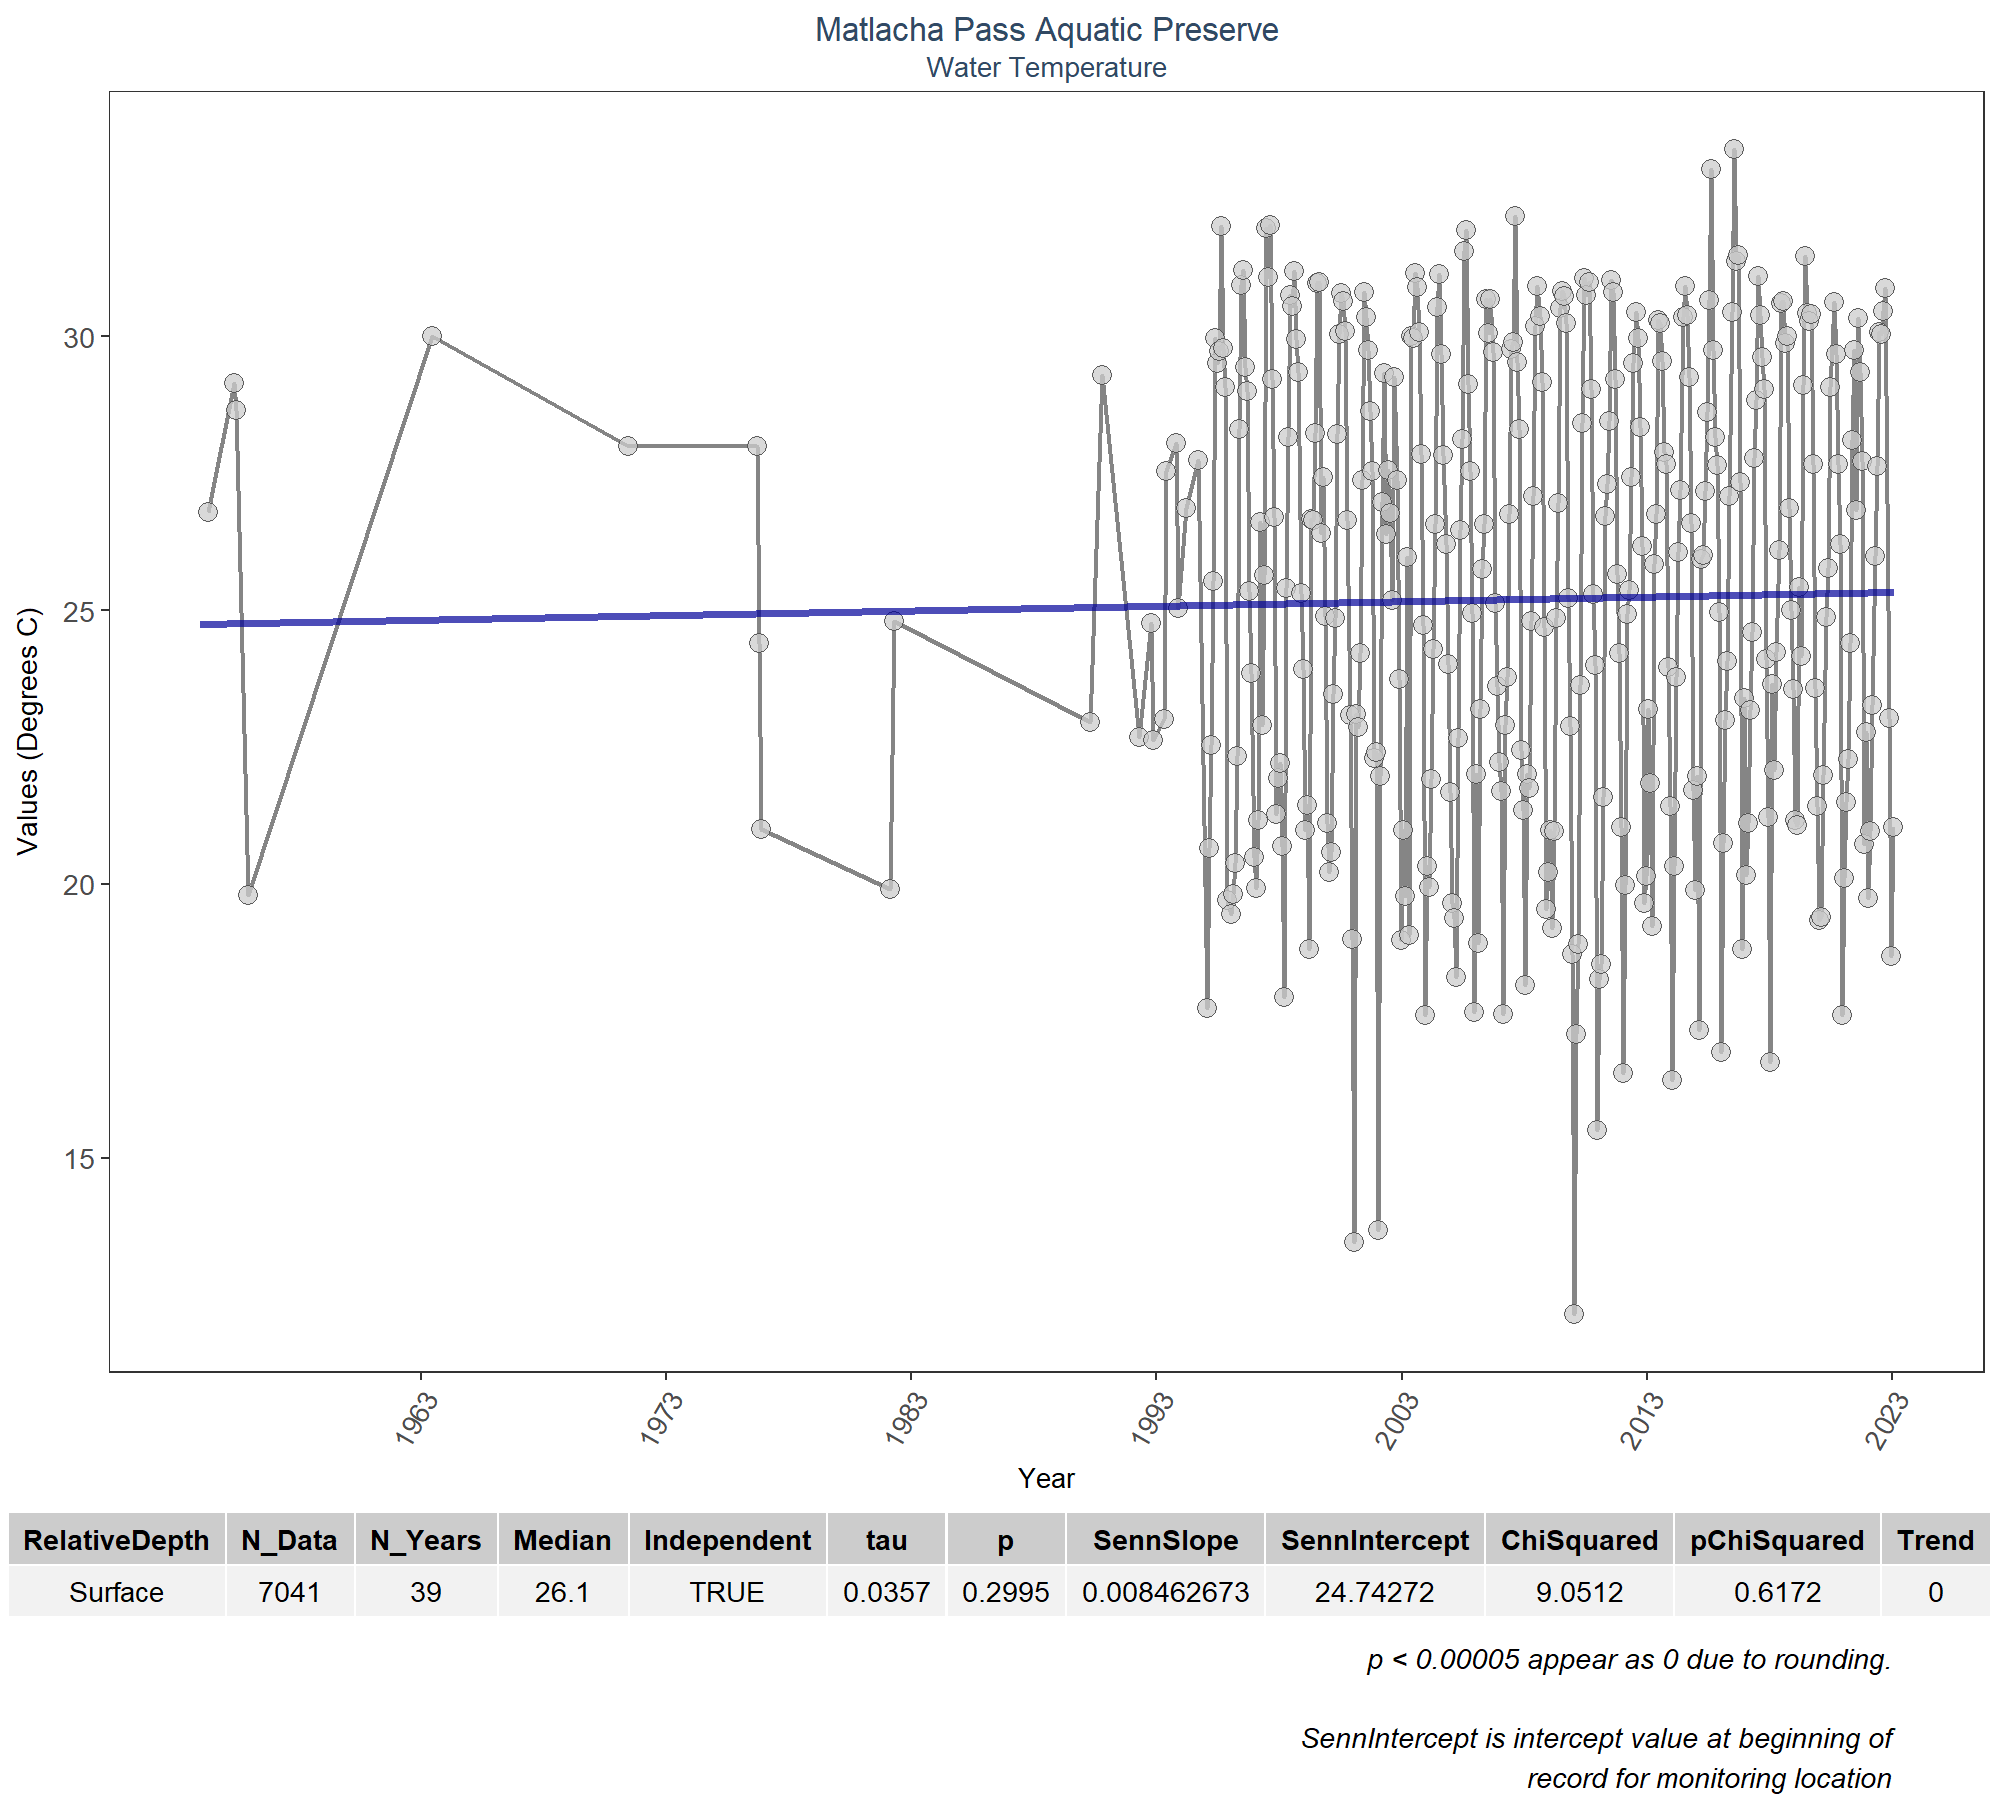 Matlacha Pass Aquatic Preserve
Water Temperature
Values (Degrees C)
30
25
20
15
1963 1973 1983 1993 2003 2013 2023
Year
RelativeDepth N_Data N_Years Median Independent tau p SennSlope SennIntercept ChiSquared pChiSquared Trend
Surface 7041 39 26.1 TRUE 0.0357 0.2995 0.008462673 24.74272 9.0512 0.6172 0
p < 0.00005 appear as 0 due to rounding.
SennIntercept is intercept value at beginning of
record for monitoring location